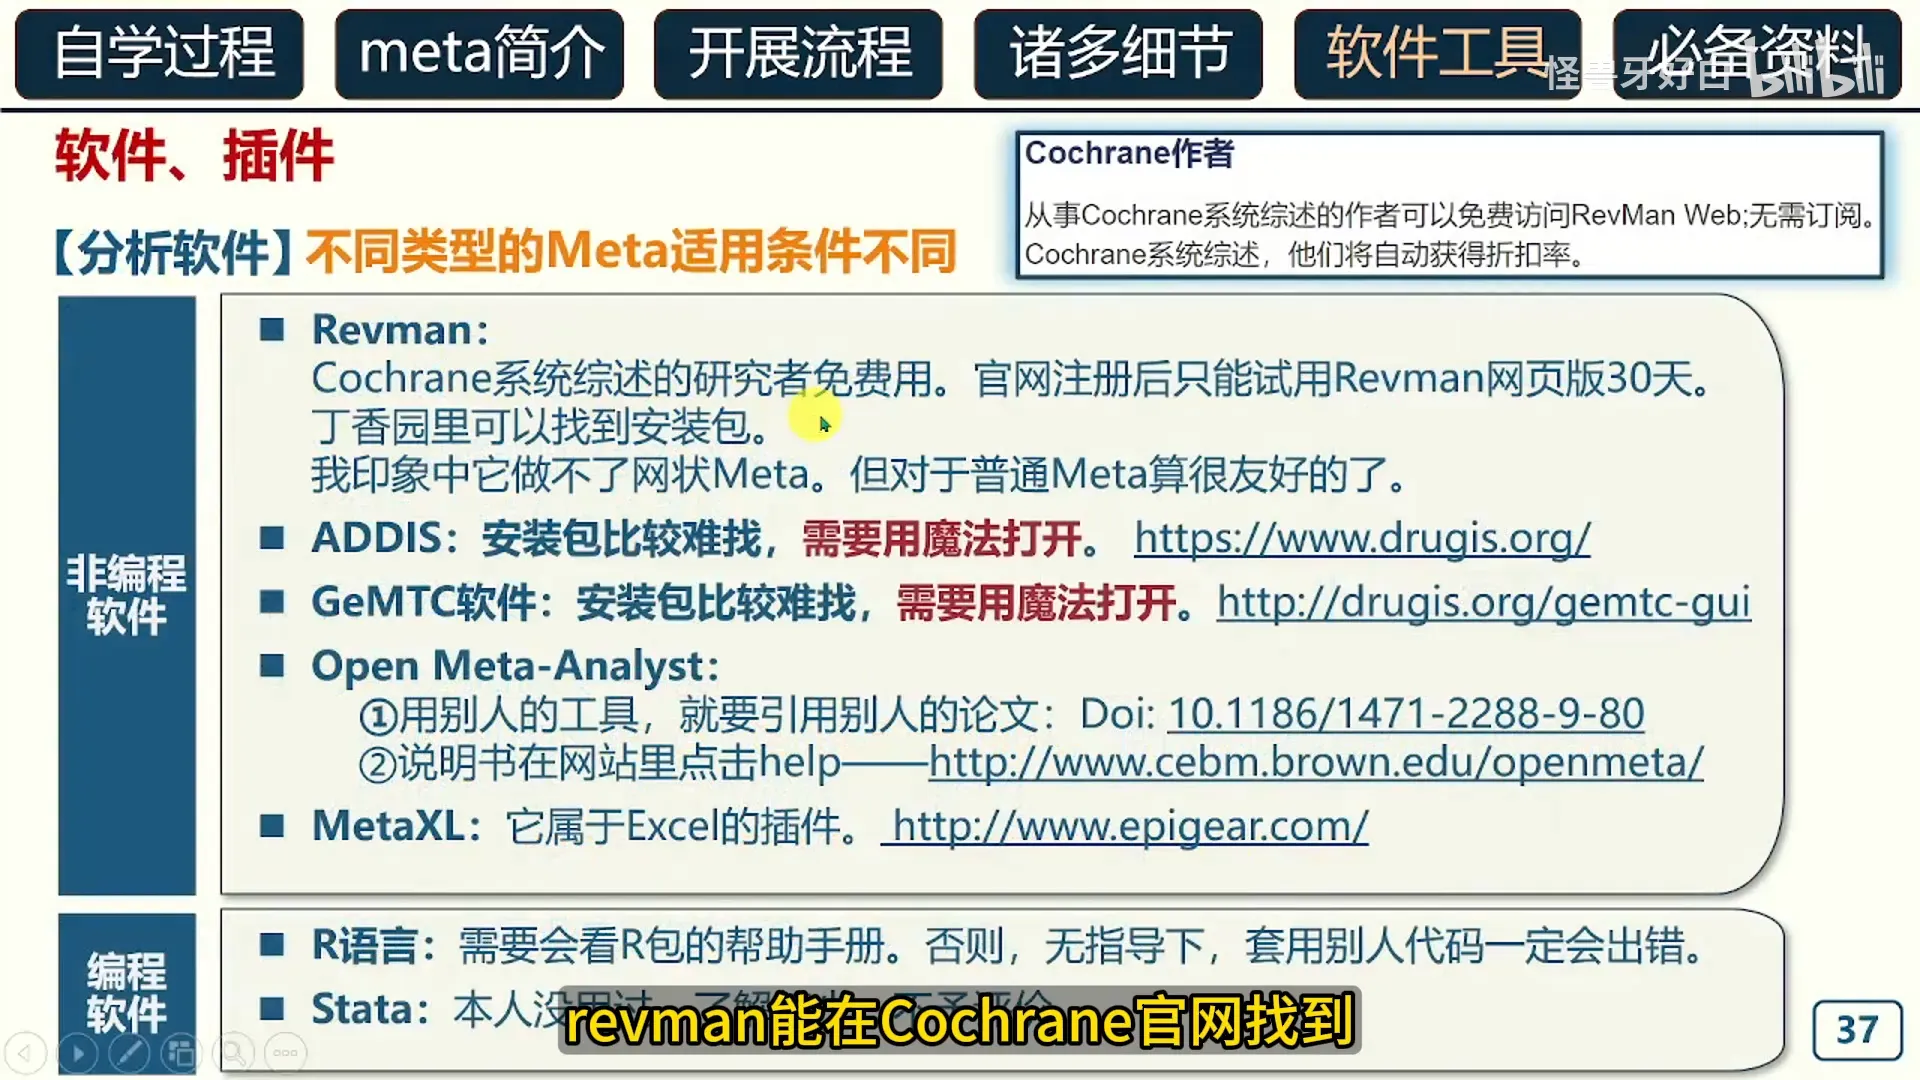 自学过程
meta简介
开展流程
诸多细节
软件工具
必备资料
怪兽牙好白 bilibili
软件、插件
Cochrane作者
从事Cochrane系统综述的作者可以免费访问RevMan Web;无需订阅。
Cochrane系统综述，他们将自动获得折扣率。
【分析软件】不同类型的Meta适用条件不同
非编程
软件
■ Revman：
Cochrane系统综述的研究者免费用。官网注册后只能试用Revman网页版30天。
丁香园里可以找到安装包。
我印象中它做不了网状Meta。但对于普通Meta算很友好的了。
■ ADDIS：安装包比较难找，需要用魔法打开。 https://www.drugis.org/
■ GeMTC软件：安装包比较难找，需要用魔法打开。http://drugis.org/gemtc-gui
■ Open Meta-Analyst：
①用别人的工具，就要引用别人的论文：Doi: 10.1186/1471-2288-9-80
②说明书在网站里点击help——http://www.cebm.brown.edu/openmeta/
■ MetaXL：它属于Excel的插件。 http://www.epigear.com/
编程
软件
■ R语言：需要会看R包的帮助手册。否则，无指导下，套用别人代码一定会出错。
■ Stata：本人没
revman能在Cochrane官网找到
37